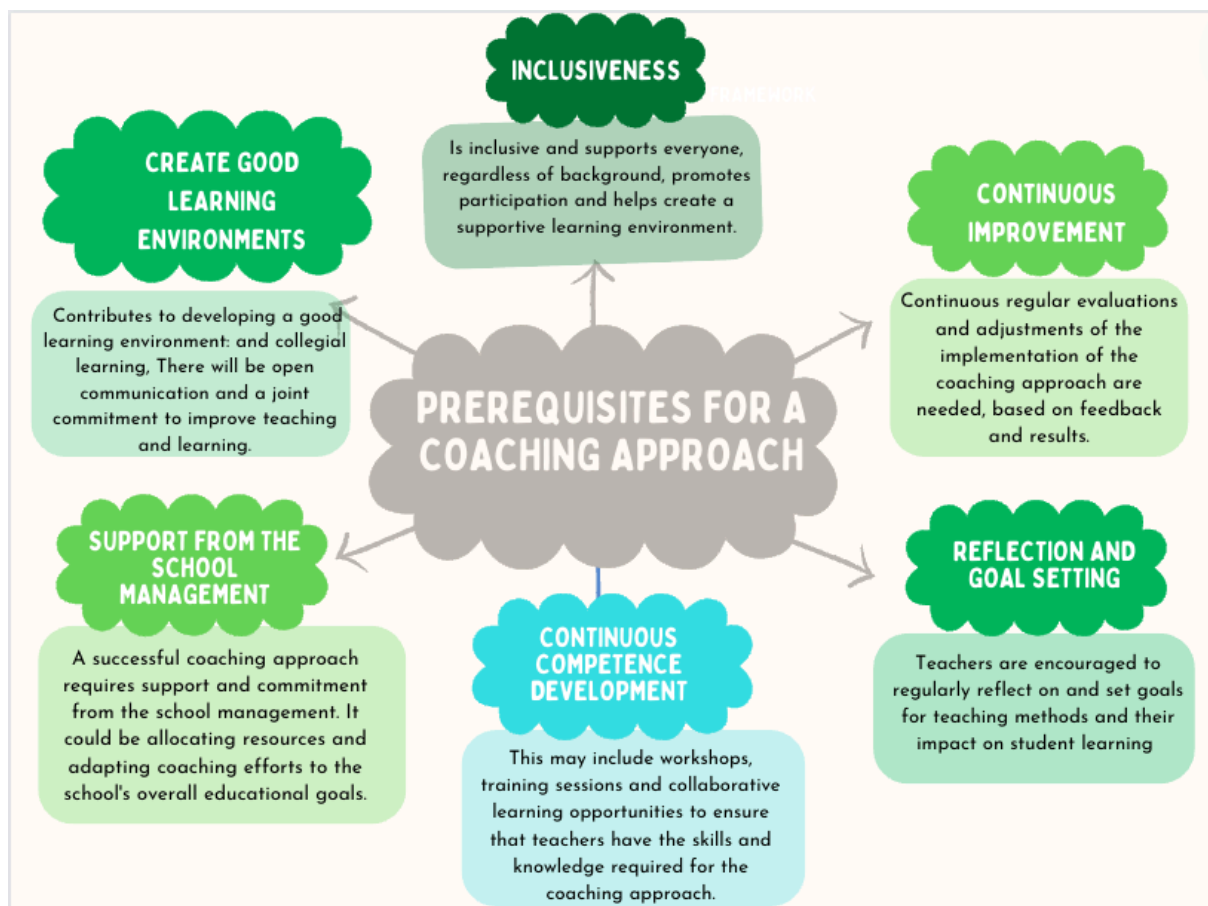 INCLUSIVENESS
FRAMEWORK
Is inclusive and supports everyone,
regardless of background, promotes
participation and helps create a
supportive learning environment.
CREATE GOOD
LEARNING
ENVIRONMENTS
Contributes to developing a good
learning environment: and collegial
learning, There will be open
communication and a joint
commitment to improve teaching
and learning.
CONTINUOUS
IMPROVEMENT
Continuous regular evaluations
and adjustments of the
implementation of the
coaching approach are
needed, based on feedback
and results.
PREREQUISITES FOR A
COACHING APPROACH
SUPPORT FROM THE
SCHOOL
MANAGEMENT
A successful coaching approach
requires support and commitment
from the school management. It
could be allocating resources and
adapting coaching efforts to the
school's overall educational goals.
CONTINUOUS
COMPETENCE
DEVELOPMENT
This may include workshops,
training sessions and collaborative
learning opportunities to ensure
that teachers have the skills and
knowledge required for the
coaching approach.
REFLECTION AND
GOAL SETTING
Teachers are encouraged to
regularly reflect on and set goals
for teaching methods and their
impact on student learning